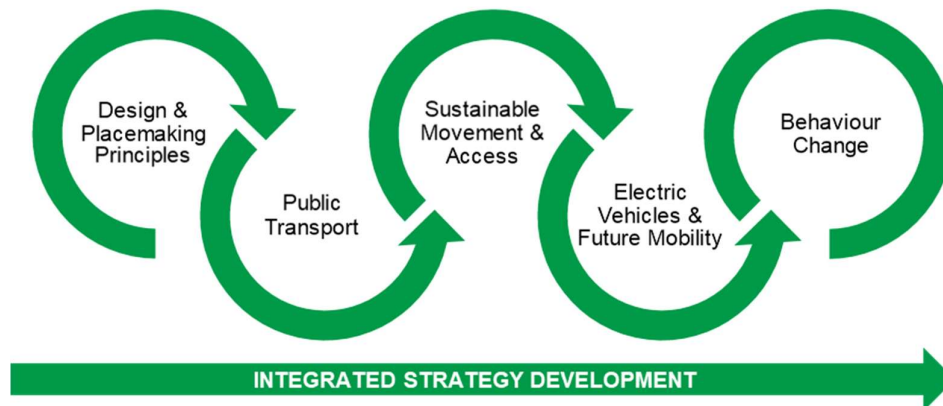 Design &
Placemaking
Principles
Public
Transport
Sustainable
Movement &
Access
Electric
Vehicles &
Future Mobility
Behaviour
Change
INTEGRATED STRATEGY DEVELOPMENT